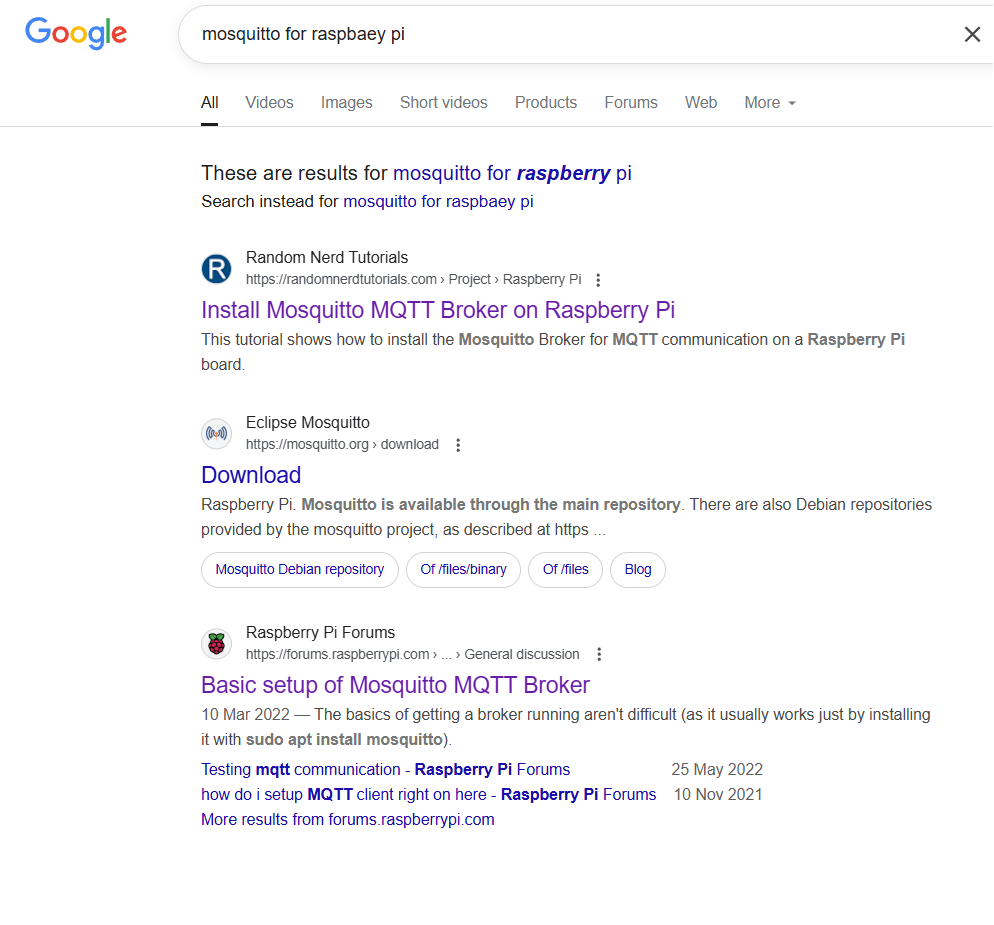 Google
mosquitto for raspbaey pi
All Videos Images Short videos Products Forums Web More
These are results for mosquitto for raspberry pi
Search instead for mosquitto for raspbaey pi
R
Random Nerd Tutorials
https://randomnerdtutorials.com › Project › Raspberry Pi
Install Mosquitto MQTT Broker on Raspberry Pi
This tutorial shows how to install the Mosquitto Broker for MQTT communication on a Raspberry Pi
board.
Eclipse Mosquitto
https://mosquitto.org › download
Download
Raspberry Pi. Mosquitto is available through the main repository. There are also Debian repositories
provided by the mosquitto project, as described at https ...
Mosquitto Debian repository Of /files/binary Of /files Blog
Raspberry Pi Forums
https://forums.raspberrypi.com › ... › General discussion
Basic setup of Mosquitto MQTT Broker
10 Mar 2022 — The basics of getting a broker running aren't difficult (as it usually works just by installing
it with sudo apt install mosquitto).
Testing mqtt communication - Raspberry Pi Forums 25 May 2022
how do i setup MQTT client right on here - Raspberry Pi Forums 10 Nov 2021
More results from forums.raspberrypi.com